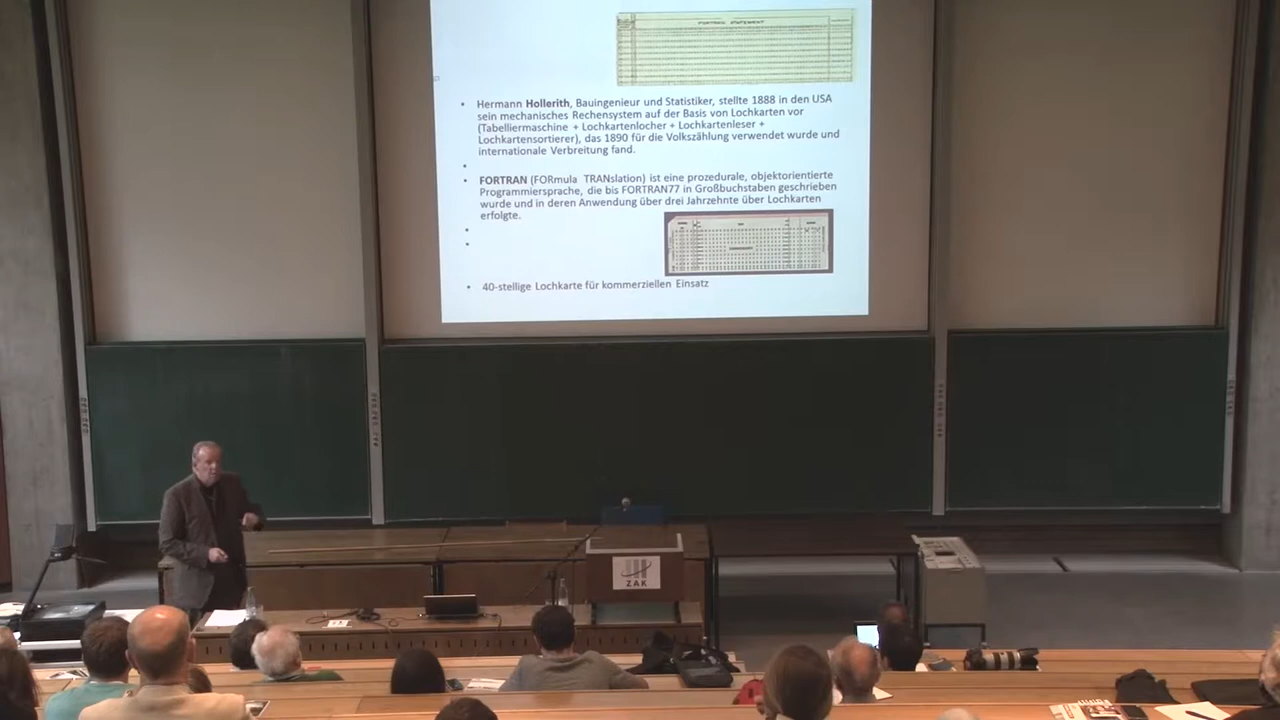 FORTRAN STATEMENT
Hermann Hollerith, Bauingenieur und Statistiker, stellte 1888 in den USA
sein mechanisches Rechensystem auf der Basis von Lochkarten vor
(Tabelliermaschine + Lochkartenlocher + Lochkartenleser +
Lochkartensortierer), das 1890 für die Volkszählung verwendet wurde und
internationale Verbreitung fand.
FORTRAN (FORmula TRANslation) ist eine prozedurale, objektorientierte
Programmiersprache, die bis FORTRAN77 in Großbuchstaben geschrieben
wurde und in deren Anwendung über drei Jahrzehnte über Lochkarten
erfolgte.
40-stellige Lochkarte für kommerziellen Einsatz
ZAK